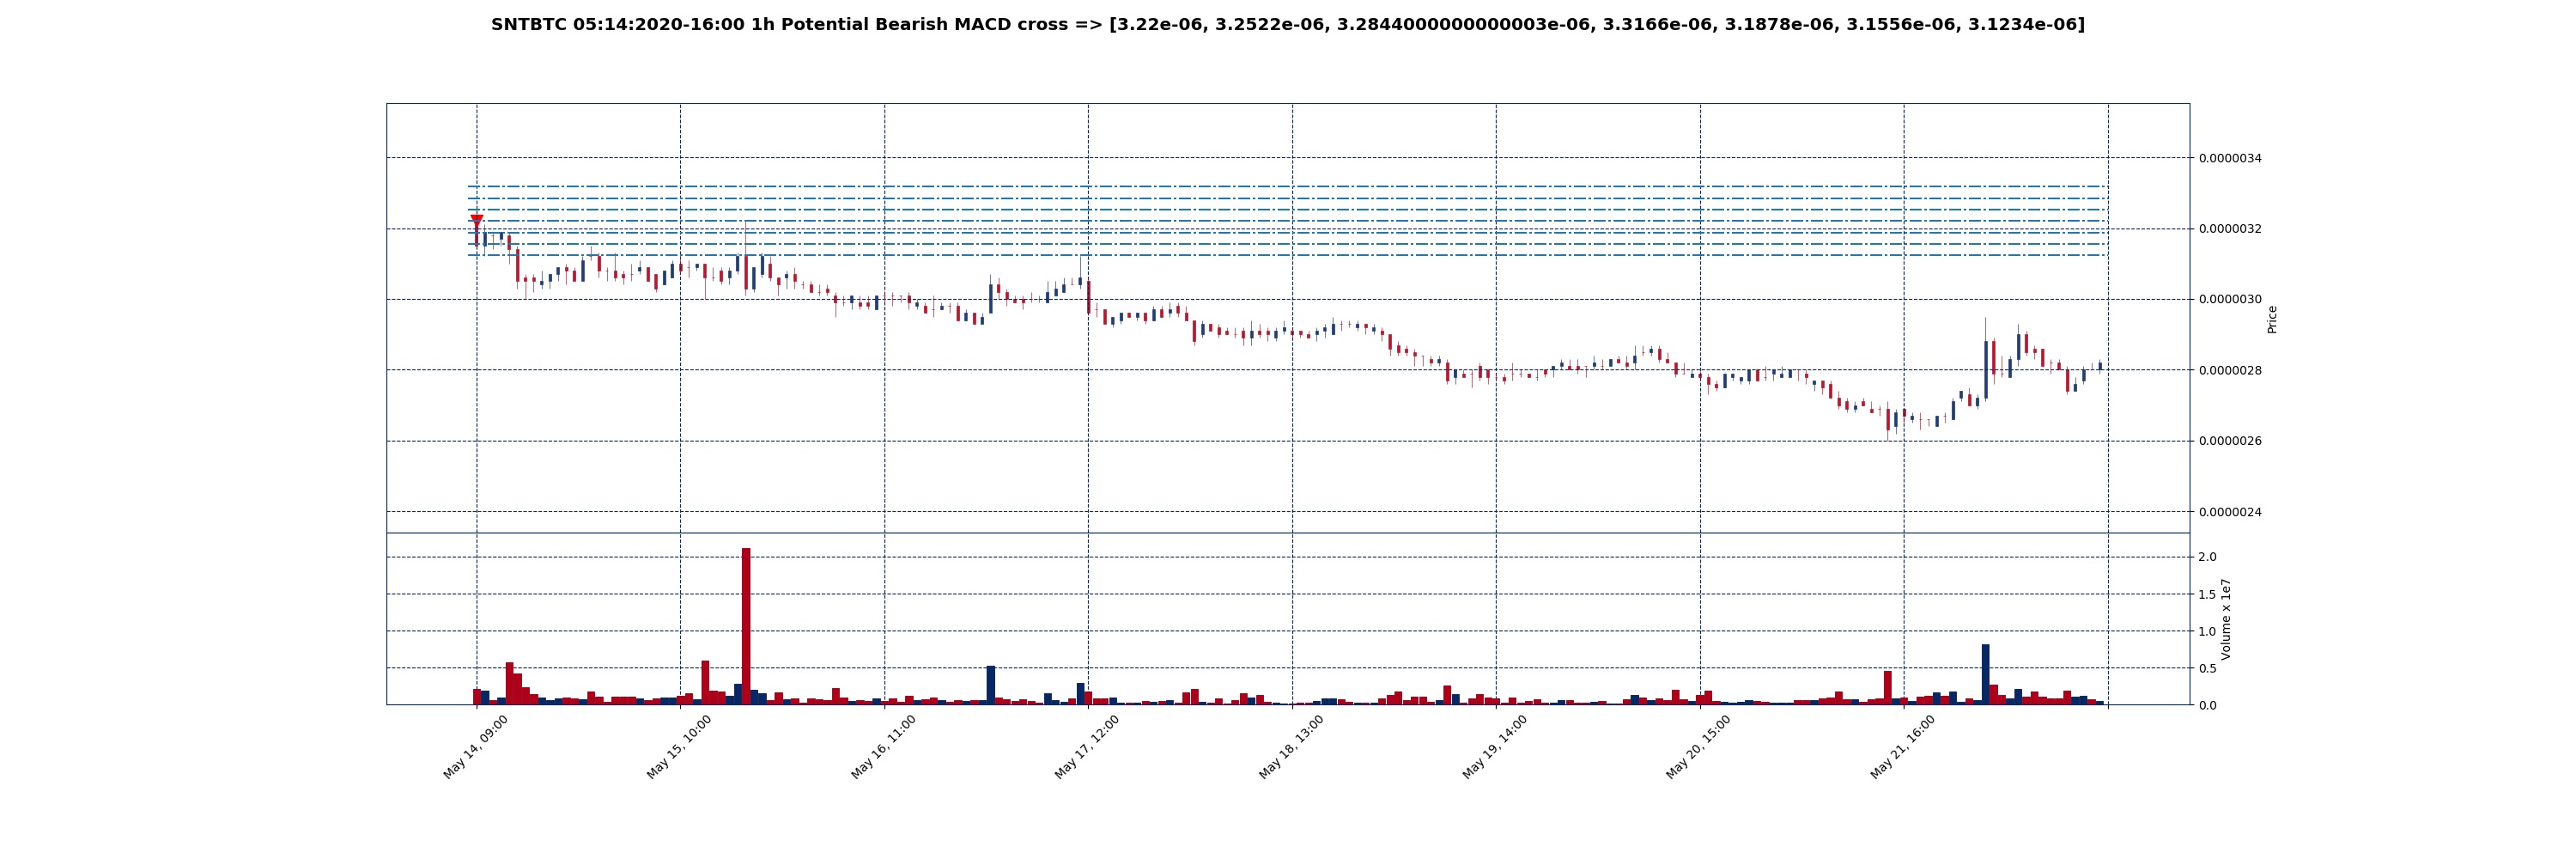 SNTBTC 05:14:2020-16:00 1h Potential Bearish MACD cross => [3.22e-06, 3.2522e-06, 3.2844000000000003e-06, 3.3166e-06, 3.1878e-06, 3.1556e-06, 3.1234e-06]
0.0000034
0.0000032
0.0000030
0.0000028
0.0000026
0.0000024
Price
2.0
1.5
1.0
0.5
0.0
Volume x 1e7
May 14, 09:00
May 15, 10:00
May 16, 11:00
May 17, 12:00
May 18, 13:00
May 19, 14:00
May 20, 15:00
May 21, 16:00